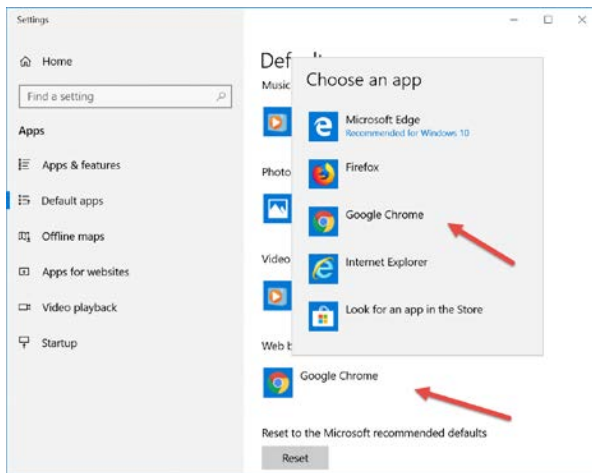 Settings
Home
Find a setting
Apps
Apps & features
Default apps
Offline maps
Apps for websites
Video playback
Startup
Def
Music
Photo
Video
Web b
Google Chrome
Reset to the Microsoft recommended defaults
Reset
Choose an app
Microsoft Edge
Recommended for Windows 10
Firefox
Google Chrome
Internet Explorer
Look for an app in the Store